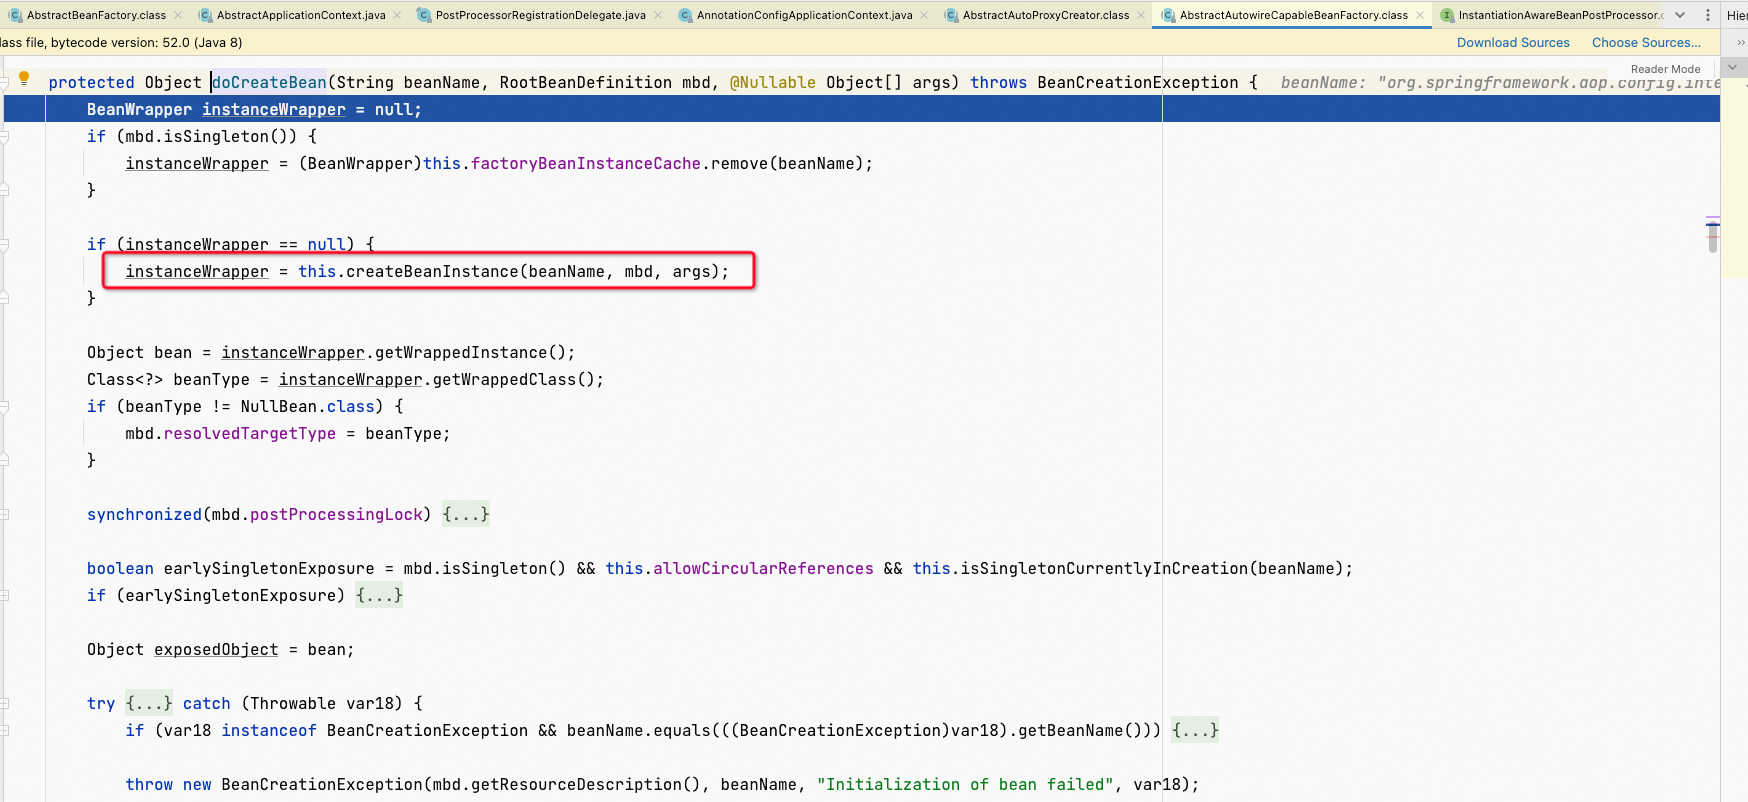 AbstractBeanFactory.class AbstractApplicationContext.java PostProcessorRegistrationDelegate.java AnnotationConfigApplicationContext.java AbstractAutoProxyCreator.class AbstractAutowireCapableBeanFactory.class InstantiationAwareBeanPostProcessor.c Hier
lass file, bytecode version: 52.0 (Java 8) Download Sources Choose Sources...
Reader Mode
protected Object doCreateBean(String beanName, RootBeanDefinition mbd, @Nullable Object[] args) throws BeanCreationException { beanName: "org.springframework.aop.config.inte
BeanWrapper instanceWrapper = null;
if (mbd.isSingleton()) {
instanceWrapper = (BeanWrapper)this.factoryBeanInstanceCache.remove(beanName);
}
if (instanceWrapper == null) {
instanceWrapper = this.createBeanInstance(beanName, mbd, args);
}
Object bean = instanceWrapper.getWrappedInstance();
Class<?> beanType = instanceWrapper.getWrappedClass();
if (beanType != NullBean.class) {
mbd.resolvedTargetType = beanType;
}
synchronized(mbd.postProcessingLock) {...}
boolean earlySingletonExposure = mbd.isSingleton() && this.allowCircularReferences && this.isSingletonCurrentlyInCreation(beanName);
if (earlySingletonExposure) {...}
Object exposedObject = bean;
try {...} catch (Throwable var18) {
if (var18 instanceof BeanCreationException && beanName.equals(((BeanCreationException)var18).getBeanName())) {...}
throw new BeanCreationException(mbd.getResourceDescription(), beanName, "Initialization of bean failed", var18);